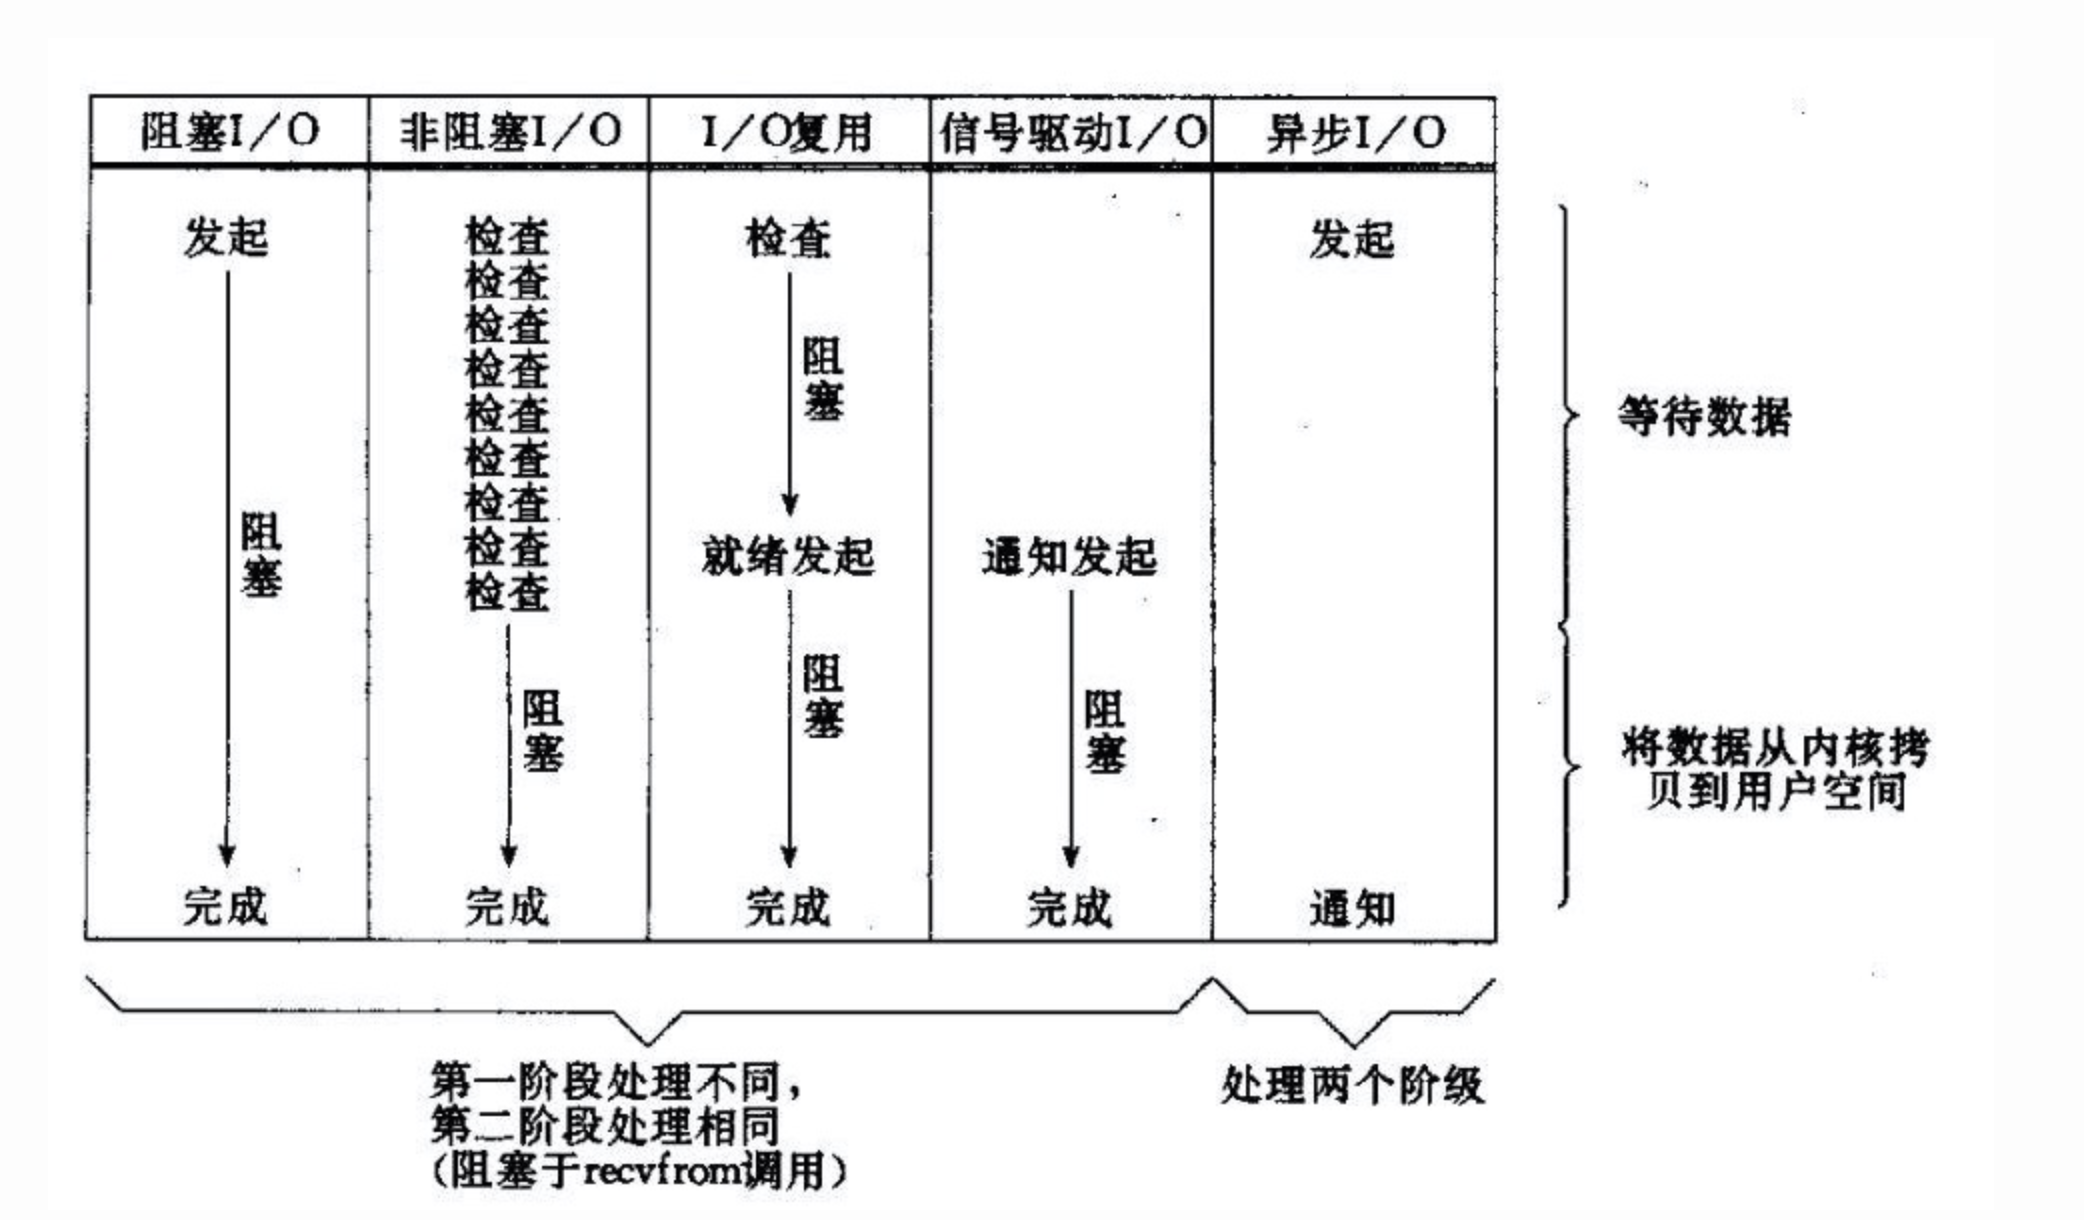 阻塞I/O 非阻塞I/O I/O复用 信号驱动I/O 异步I/O
发起 检查 检查 发起
检查
检查
检查
检查
检查
检查
检查
检查
阻塞
阻塞
阻塞
就绪发起 通知发起
阻塞
阻塞
阻塞
完成 完成 完成 完成 通知
等待数据
将数据从内核拷
贝到用户空间
第一阶段处理不同，
第二阶段处理相同
(阻塞于recvfrom调用)
处理两个阶级